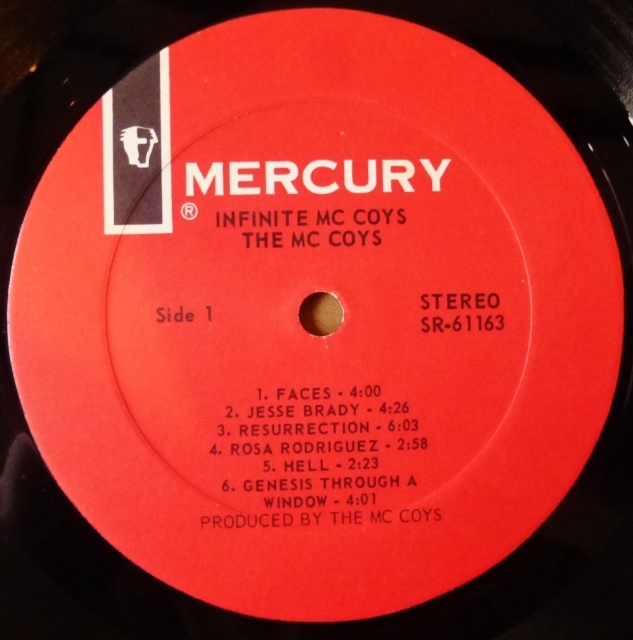 MERCURY
®
INFINITE MC COYS
THE MC COYS
Side 1
STEREO
SR-61163
1. FACES - 4:00
2. JESSE BRADY - 4:26
3. RESURRECTION - 6:03
4. ROSA RODRIGUEZ - 2:58
5. HELL - 2:23
6. GENESIS THROUGH A
WINDOW - 4:01
PRODUCED BY THE MC COYS